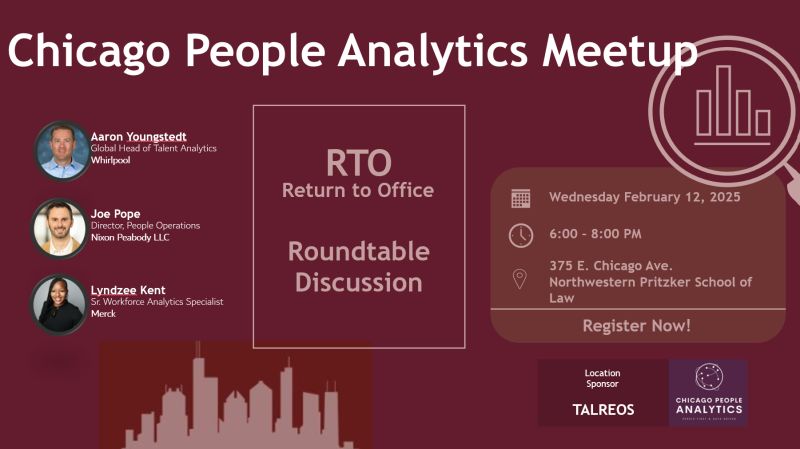 Chicago People Analytics Meetup
Aaron Youngstedt
Global Head of Talent Analytics
Whirlpool
Joe Pope
Director, People Operations
Nixon Peabody LLC
Lyndzee Kent
Sr. Workforce Analytics Specialist
Merck
RTO
Return to Office
Roundtable
Discussion
Wednesday February 12, 2025
6:00 - 8:00 PM
375 E. Chicago Ave.
Northwestern Pritzker School of
Law
Register Now!
Location
Sponsor
TALREOS
CHICAGO PEOPLE
ANALYTICS